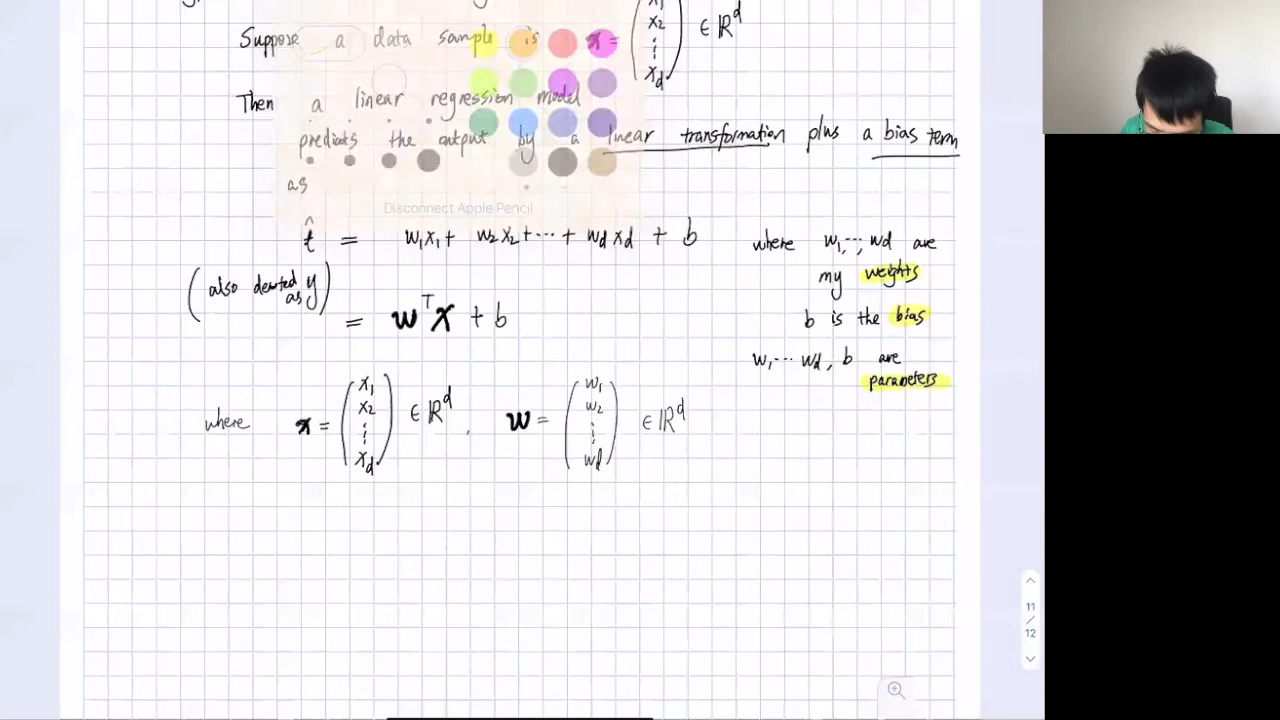 Suppose a data sample is x = ( x1 x2 ⋮ xd ) ∈ ℝ^d
Then a linear regression model
predicts the output by a linear transformation plus a bias term
as
Disconnect Apple Pencil
t̂ = w1x1 + w2x2 + ⋯ + wdxd + b
where w1, ⋯, wd are
my weights
(also denoted as y)
= w^T x + b
b is the bias
w1 ⋯ wd, b are
parameters
where x = ( x1 x2 ⋮ xd ) ∈ ℝ^d, w = ( w1 w2 ⋮ wd ) ∈ ℝ^d
11
/
12